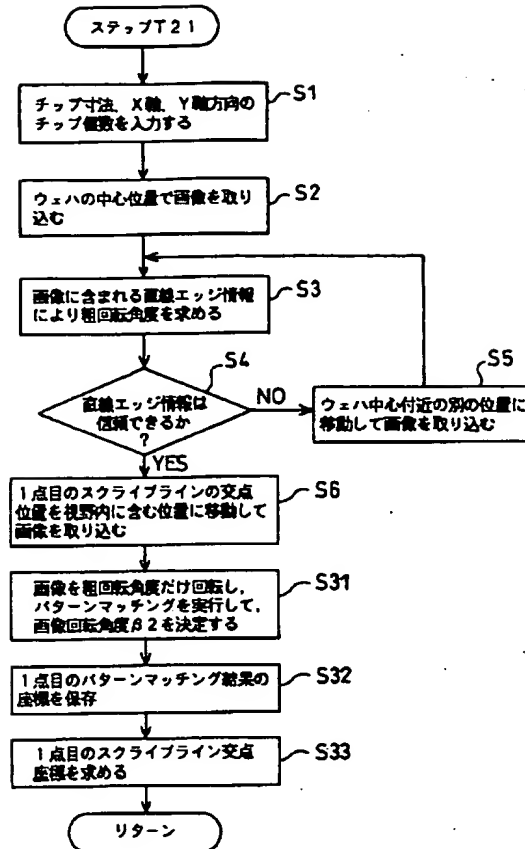 ステップT21
チップ寸法、X軸、Y軸方向の
チップ個数を入力する
S1
ウェハの中心位置で画像を取り
込む
S2
画像に含まれる直線エッジ情報
により粗回転角度を求める
S3
直線エッジ情報は
信頼できるか
?
S4
NO
YES
ウェハ中心付近の別の位置に
移動して画像を取り込む
S5
1点目のスクライブラインの交点
位置を視野内に含む位置に移動して
画像を取り込む
S6
画像を粗回転角度だけ回転し、
パターンマッチングを実行して、
画像回転角度β2を決定する
S31
1点目のパターンマッチング結果の
座標を保存
S32
1点目のスクライブライン交点
座標を求める
S33
リターン